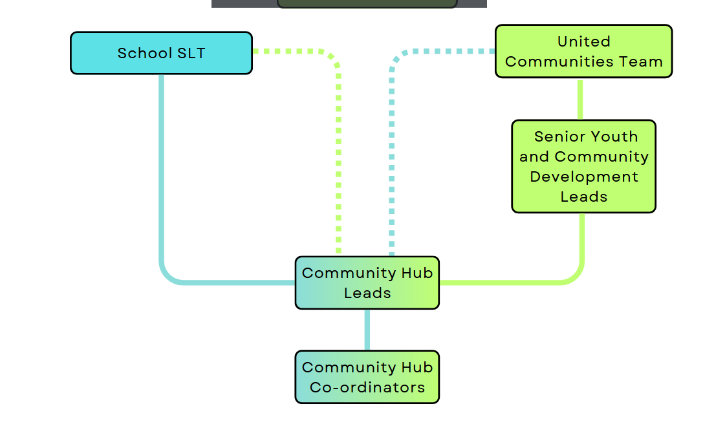 School SLT
United
Communities Team
Senior Youth
and Community
Development
Leads
Community Hub
Leads
Community Hub
Co-ordinators